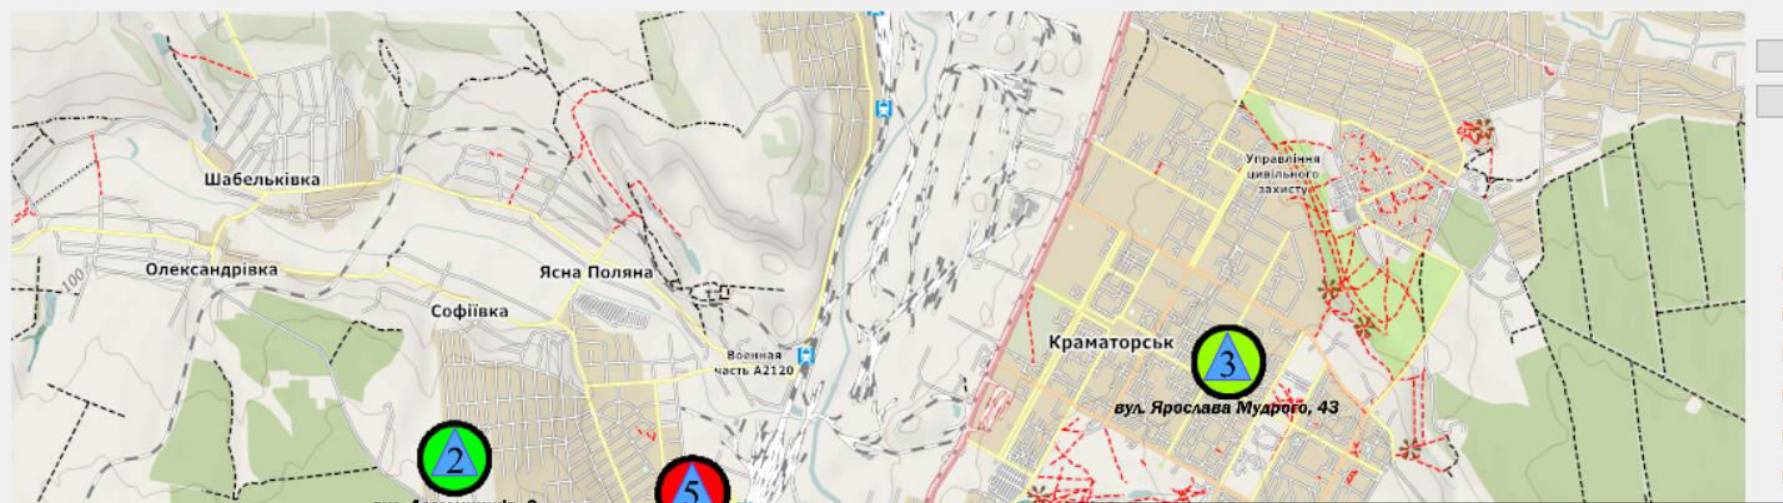 Управління
цивільного
захисту
Шабельківка
Олександрівка
100
Ясна Поляна
Софіївка
Военная
часть А2120
Краматорськ
3
вул. Ярослава Мудрого, 43
2
5